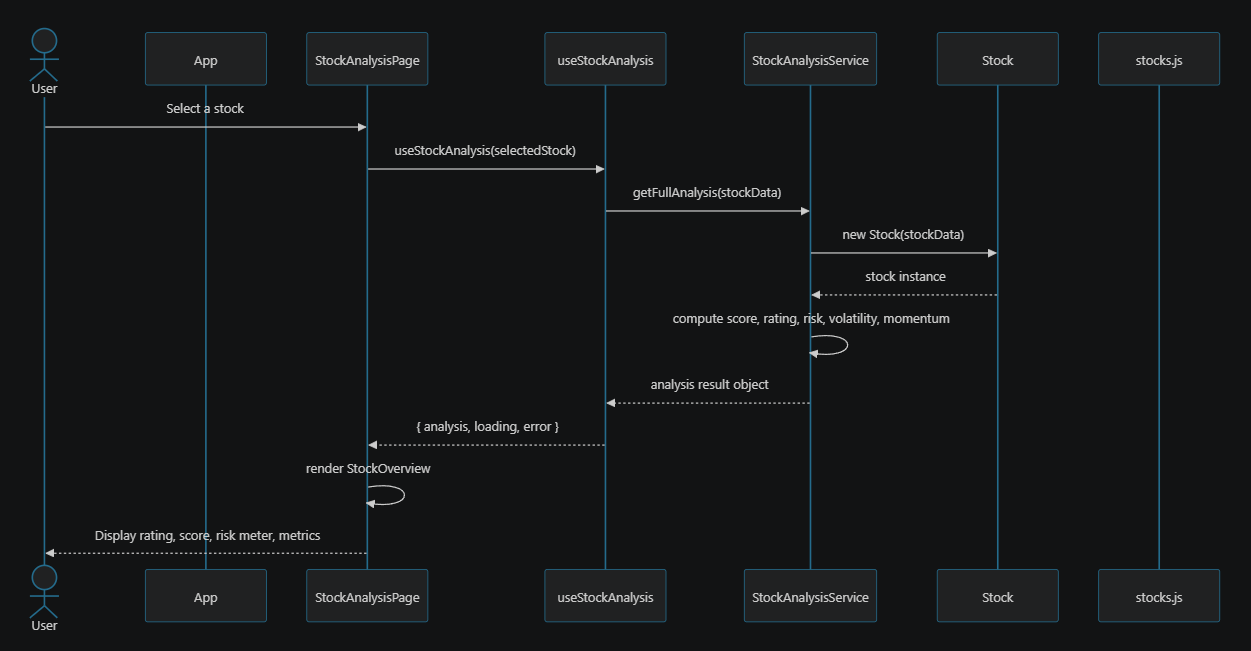 App
StockAnalysisPage
useStockAnalysis
StockAnalysisService
Stock
stocks.js
User
Select a stock
useStockAnalysis(selectedStock)
getFullAnalysis(stockData)
new Stock(stockData)
stock instance
compute score, rating, risk, volatility, momentum
analysis result object
{ analysis, loading, error }
render StockOverview
Display rating, score, risk meter, metrics
App
StockAnalysisPage
useStockAnalysis
StockAnalysisService
Stock
stocks.js
User